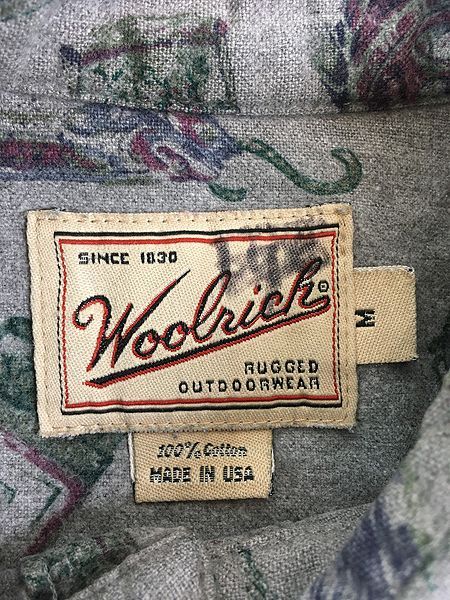 SINCE 1830
Woolrich®
RUGGED
OUTDOORWEAR
M
100% Cotton
MADE IN USA